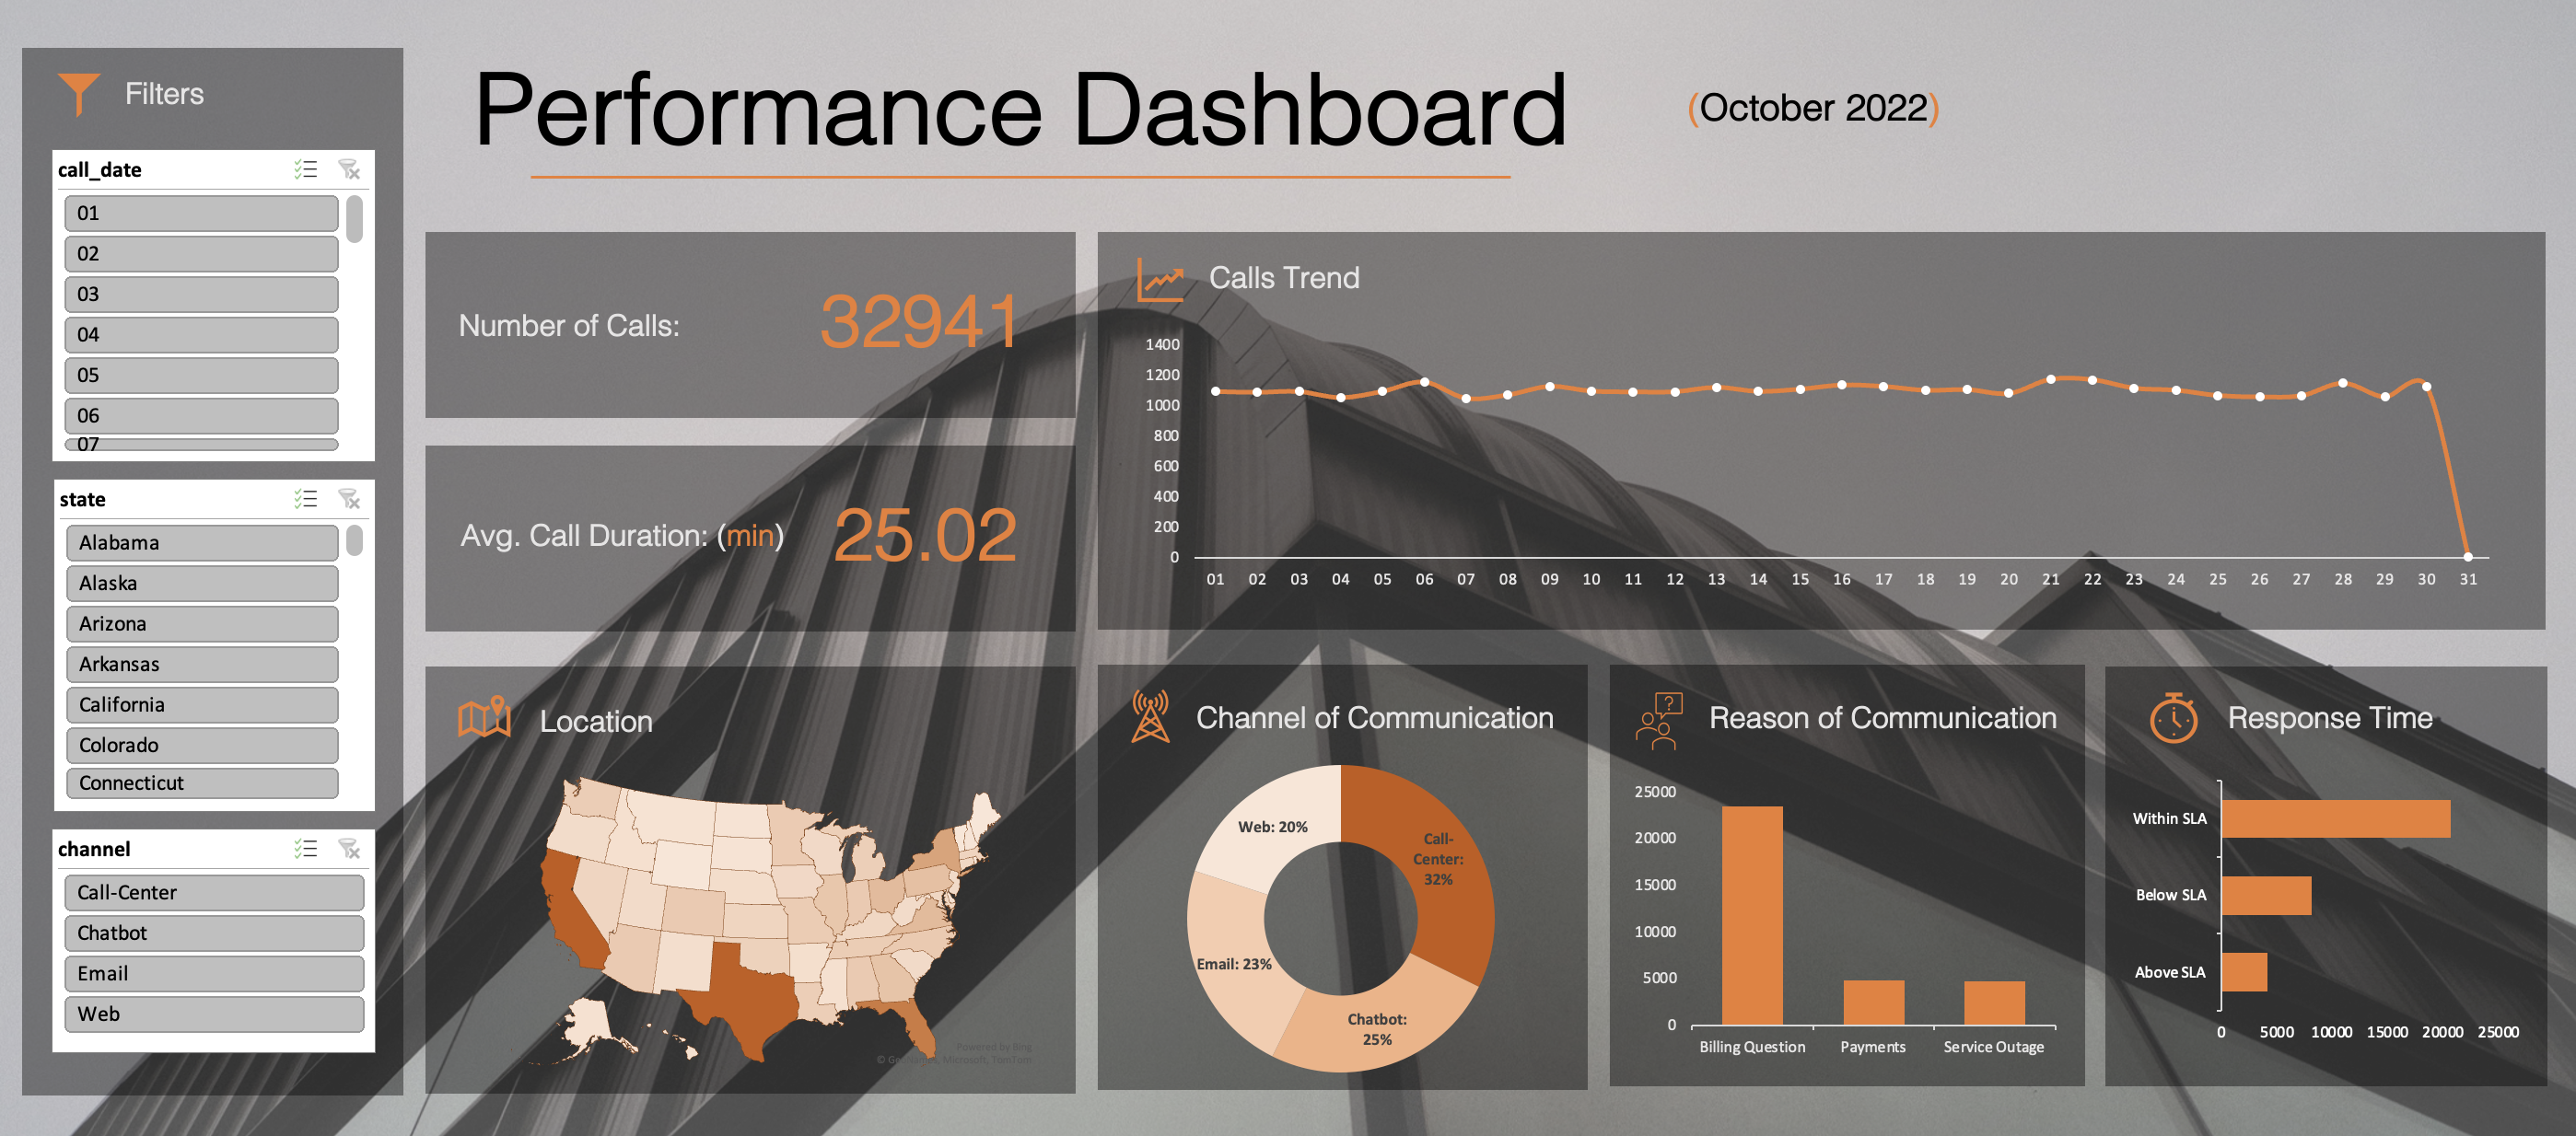 Filters
call_date
01
02
03
04
05
06
07
state
Alabama
Alaska
Arizona
Arkansas
California
Colorado
Connecticut
channel
Call-Center
Chatbot
Email
Web
Performance Dashboard
(October 2022)
Number of Calls: 32941
Avg. Call Duration: (min) 25.02
Calls Trend
1400
1200
1000
800
600
400
200
0
01 02 03 04 05 06 07 08 09 10 11 12 13 14 15 16 17 18 19 20 21 22 23 24 25 26 27 28 29 30 31
Location
Powered by Bing
© GeoNames, Microsoft, TomTom
Channel of Communication
Web: 20%
Call-
Center:
32%
Email: 23%
Chatbot:
25%
Reason of Communication
?
25000
20000
15000
10000
5000
0
Billing Question Payments Service Outage
Response Time
Within SLA
Below SLA
Above SLA
0 5000 10000 15000 20000 25000